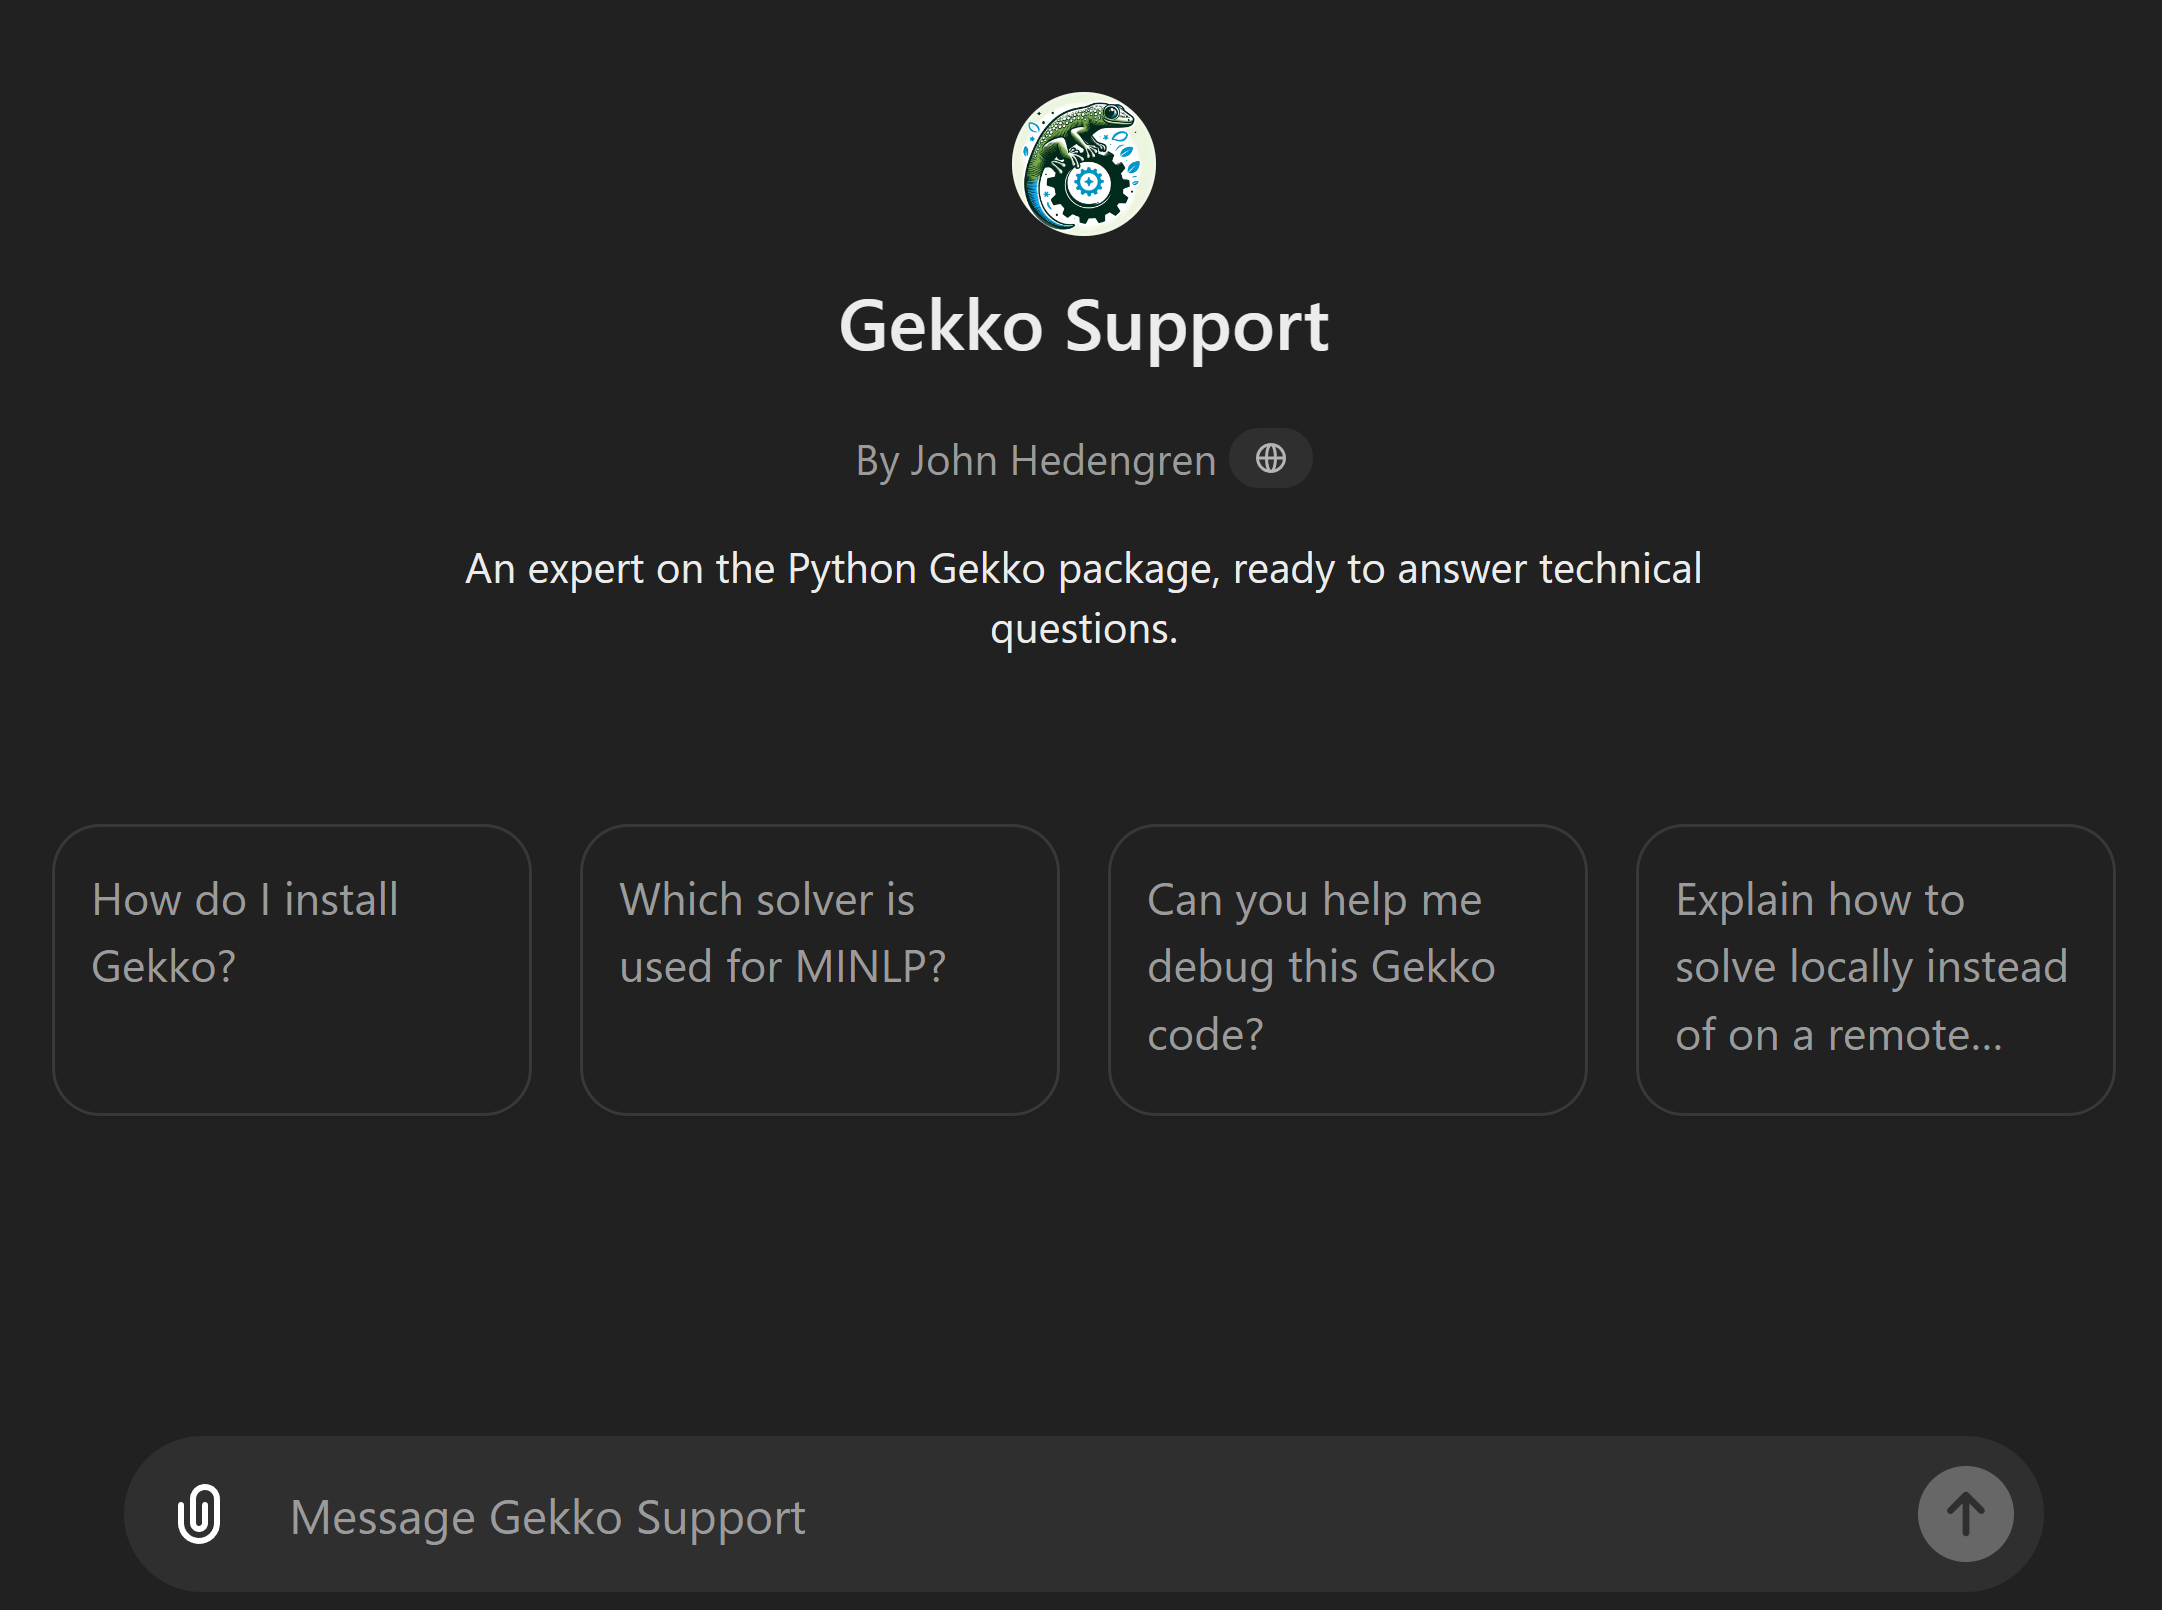 Gekko Support
By John Hedengren
An expert on the Python Gekko package, ready to answer technical
questions.
How do I install
Gekko?
Which solver is
used for MINLP?
Can you help me
debug this Gekko
code?
Explain how to
solve locally instead
of on a remote...
Message Gekko Support